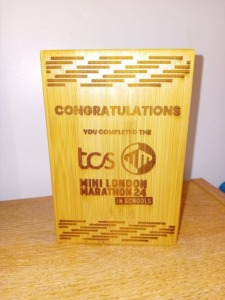 CONGRATULATIONS
YOU COMPLETED THE
tcs
MINI LONDON
MARATHON 24
IN SCHOOLS